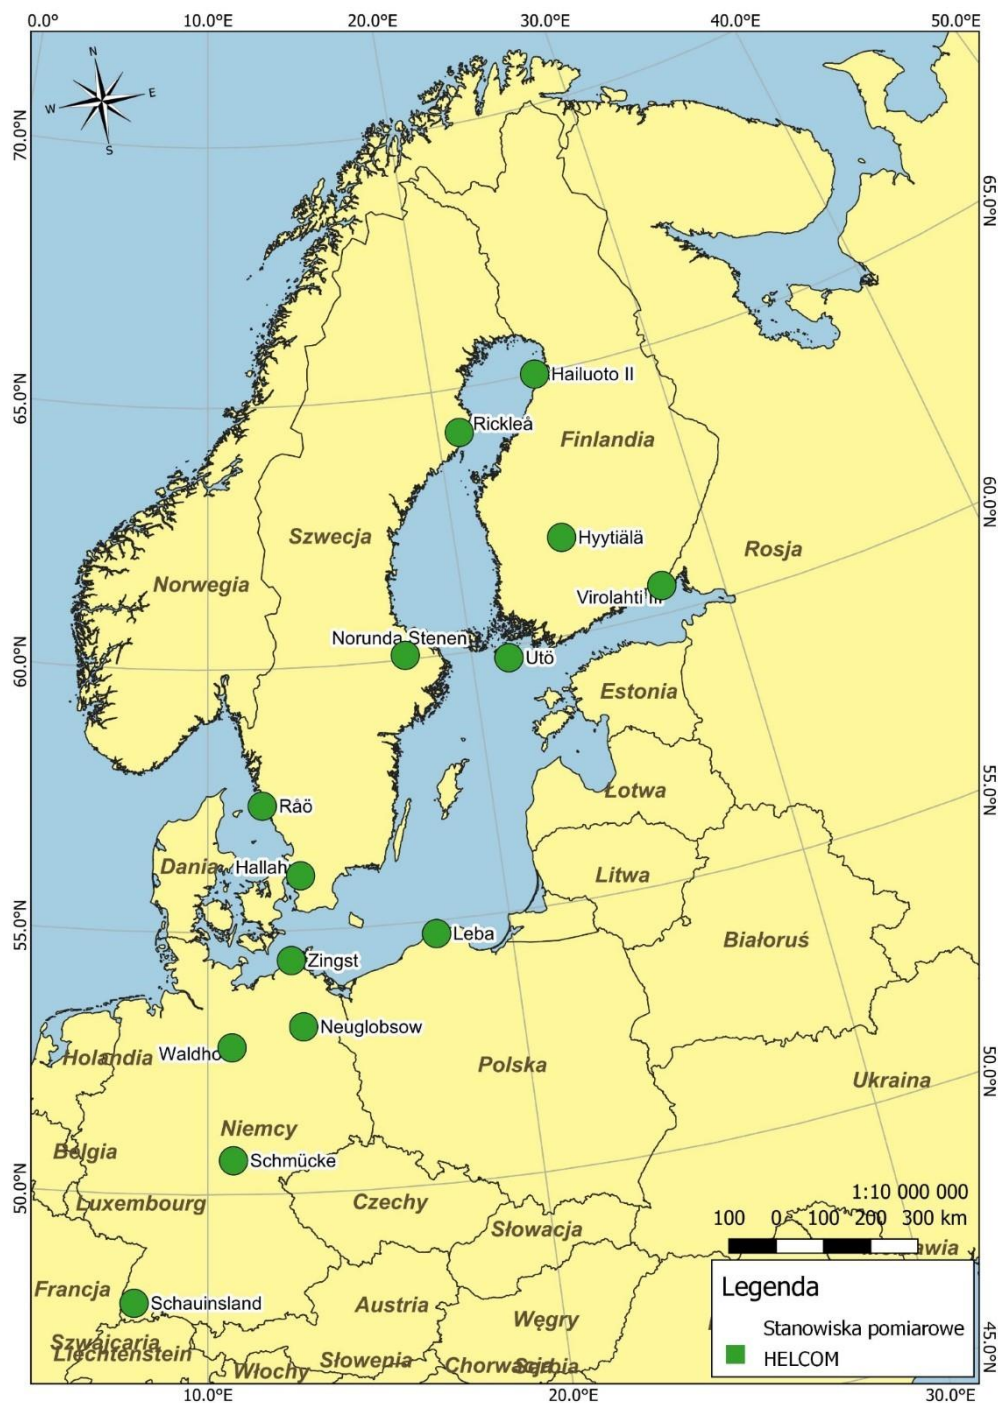 0.0° 10.0°E 20.0°E 30.0°E 40.0°E 50.0°E
N
W E
S
70.0°N
65.0°N
Hailuoto II
65.0°N
Rickleå
Finlandia
60.0°N
Szwecja
Hyytiälä
Rosja
Norwegia
Virolahti III
Norunda Stenen
Utö
60.0°N
Estonia
55.0°N
Łotwa
Råö
Dania
Hallah
Litwa
55.0°N
Leba
Białoruś
Zingst
Neuglobsow
Holandia
Waldho
Polska
50.0°N
Ukraina
Niemcy
Belgia
Schmücke
50.0°N
Luxembourg
Czechy
1:10 000 000
Słowacja
100 0 100 200 300 km
Francja
Schauinsland
Austria
Węgry
Legenda
Stanowiska pomiarowe
HELCOM
45.0°N
Szwajcaria
Liechtenstein
Słowenia
Włochy
Chorwacja
Serbia
10.0°E 20.0°E 30.0°E